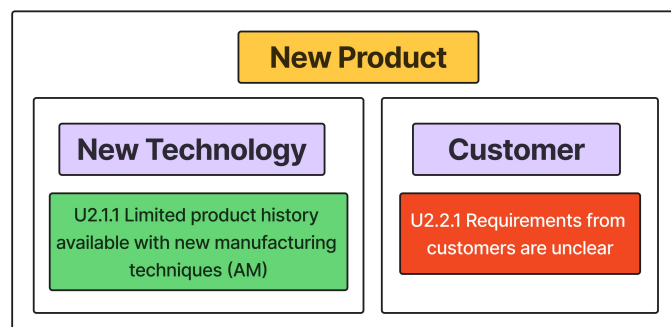 New Product
New Technology
U2.1.1 Limited product history
available with new manufacturing
techniques (AM)
Customer
U2.2.1 Requirements from
customers are unclear